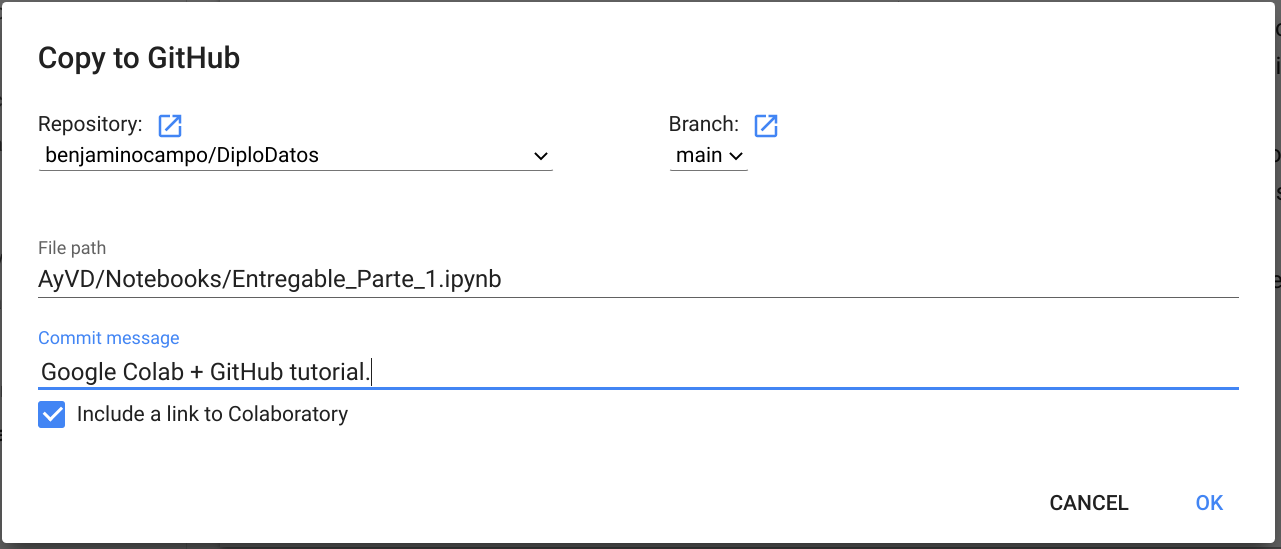 Copy to GitHub
Repository:
Branch:
benjaminocampo/DiploDatos
main
File path
AyVD/Notebooks/Entregable_Parte_1.ipynb
Commit message
Google Colab + GitHub tutorial.
Include a link to Colaboratory
CANCEL
OK